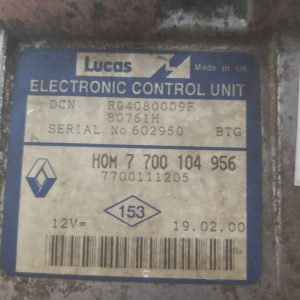 Lucas
Made in UK
ELECTRONIC CONTROL UNIT
DCN R04080009F
80761H
SERIAL No 602950 BTG
HOM 7 700 104 956
7700111205
153
12V= 19.02.00